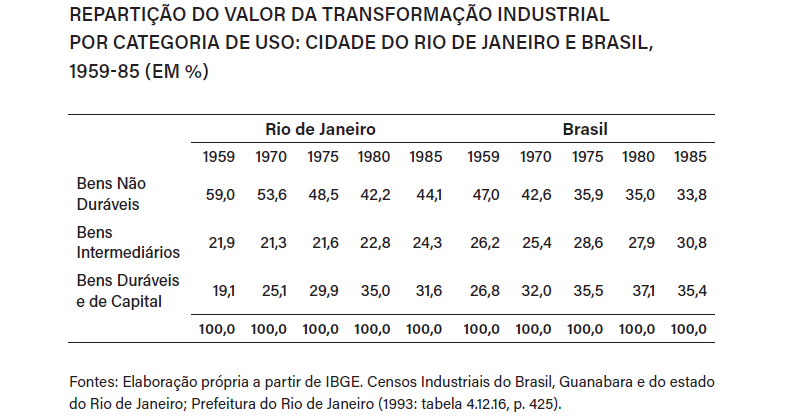 REPARTIÇÃO DO VALOR DA TRANSFORMAÇÃO INDUSTRIAL
POR CATEGORIA DE USO: CIDADE DO RIO DE JANEIRO E BRASIL,
1959-85 (EM %)
Rio de Janeiro Brasil
1959 1970 1975 1980 1985 1959 1970 1975 1980 1985
Bens Não
Duráveis 59,0 53,6 48,5 42,2 44,1 47,0 42,6 35,9 35,0 33,8
Bens
Intermediários 21,9 21,3 21,6 22,8 24,3 26,2 25,4 28,6 27,9 30,8
Bens Duráveis
e de Capital 19,1 25,1 29,9 35,0 31,6 26,8 32,0 35,5 37,1 35,4
100,0 100,0 100,0 100,0 100,0 100,0 100,0 100,0 100,0 100,0
Fontes: Elaboração própria a partir de IBGE. Censos Industriais do Brasil, Guanabara e do estado
do Rio de Janeiro; Prefeitura do Rio de Janeiro (1993: tabela 4.12.16, p. 425).